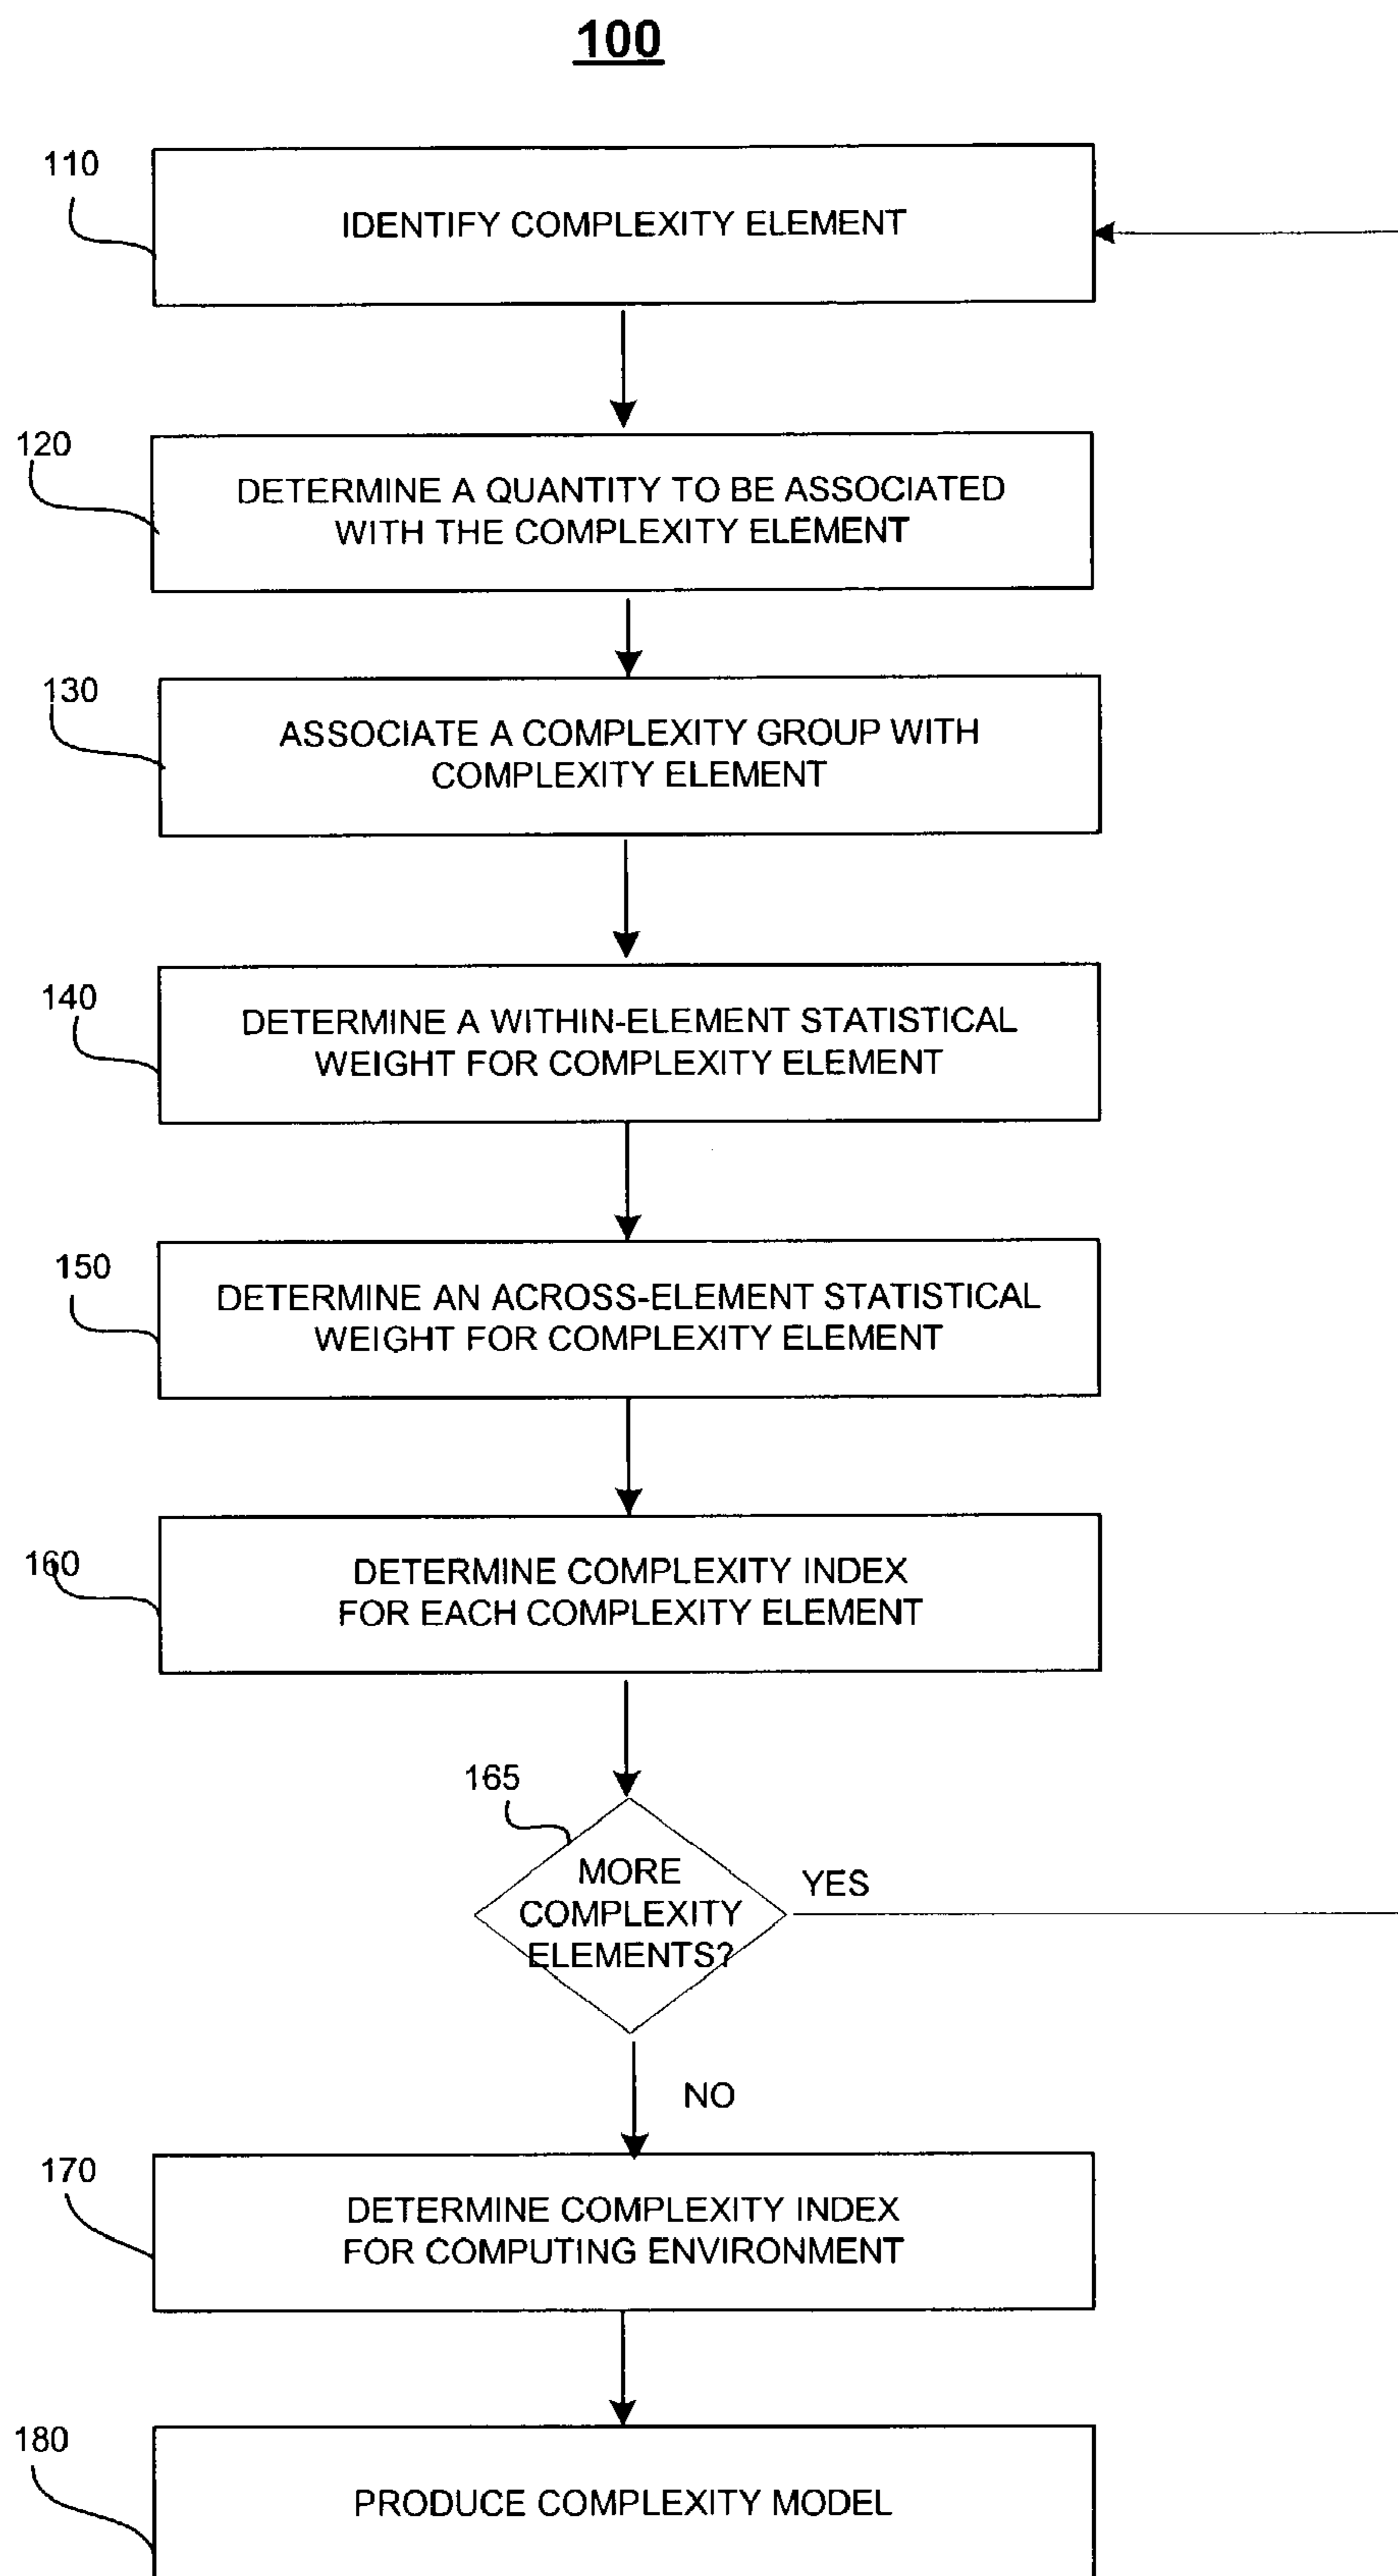 100
110
IDENTIFY COMPLEXITY ELEMENT
120
DETERMINE A QUANTITY TO BE ASSOCIATED
WITH THE COMPLEXITY ELEMENT
130
ASSOCIATE A COMPLEXITY GROUP WITH
COMPLEXITY ELEMENT
140
DETERMINE A WITHIN-ELEMENT STATISTICAL
WEIGHT FOR COMPLEXITY ELEMENT
150
DETERMINE AN ACROSS-ELEMENT STATISTICAL
WEIGHT FOR COMPLEXITY ELEMENT
160
DETERMINE COMPLEXITY INDEX
FOR EACH COMPLEXITY ELEMENT
165
MORE
COMPLEXITY
ELEMENTS?
YES
NO
170
DETERMINE COMPLEXITY INDEX
FOR COMPUTING ENVIRONMENT
180
PRODUCE COMPLEXITY MODEL